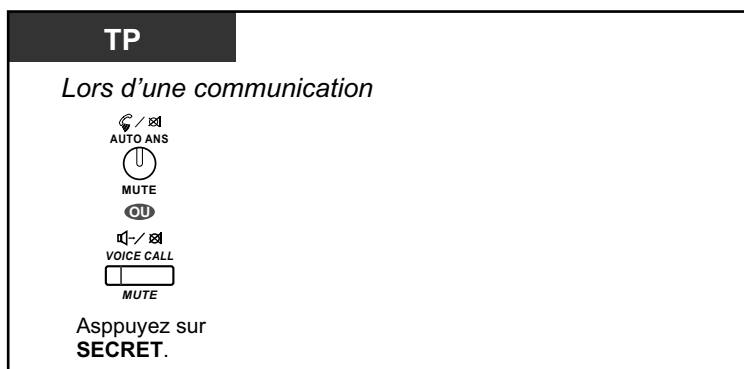 TP
Lors d’une communication
AUTO ANS
MUTE
OU
VOICE CALL
MUTE
Asppuyez sur
SECRET.